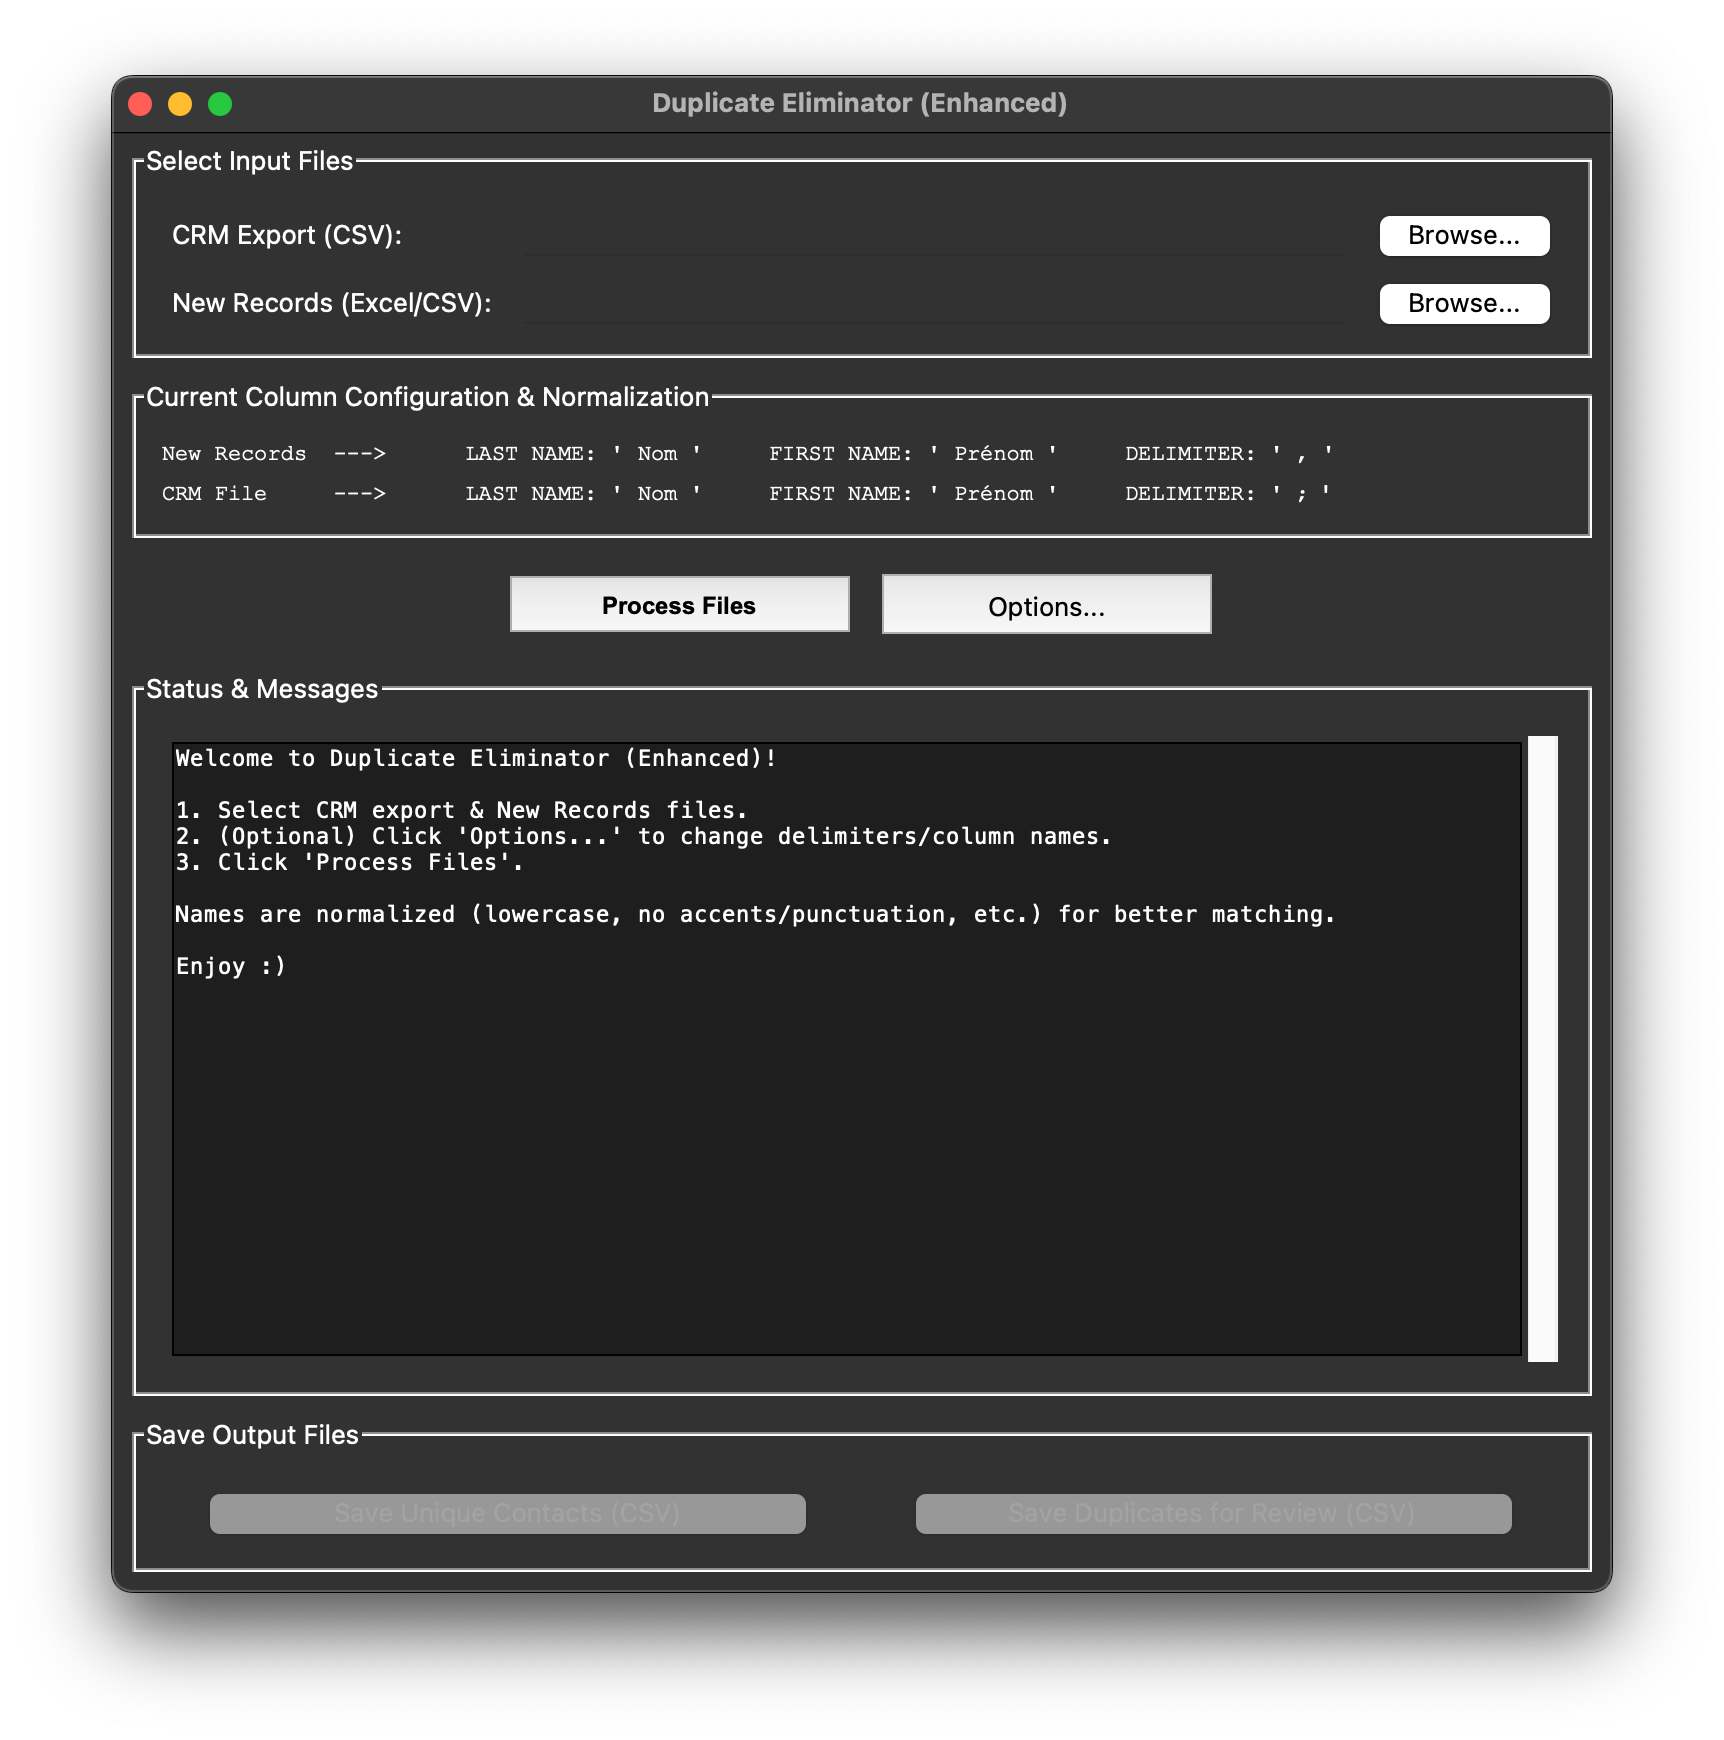 Duplicate Eliminator (Enhanced)
Select Input Files
CRM Export (CSV):
Browse...
New Records (Excel/CSV):
Browse...
Current Column Configuration & Normalization
New Records ---> LAST NAME: ' Nom ' FIRST NAME: ' Prénom ' DELIMITER: ' , '
CRM File ---> LAST NAME: ' Nom ' FIRST NAME: ' Prénom ' DELIMITER: ' ; '
Process Files
Options...
Status & Messages
Welcome to Duplicate Eliminator (Enhanced)!
1. Select CRM export & New Records files.
2. (Optional) Click 'Options...' to change delimiters/column names.
3. Click 'Process Files'.
Names are normalized (lowercase, no accents/punctuation, etc.) for better matching.
Enjoy :)
Save Output Files
Save Unique Contacts (CSV)
Save Duplicates for Review (CSV)